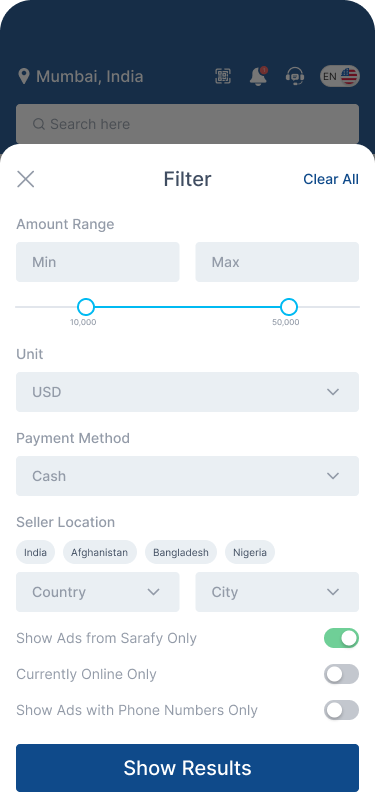 Mumbai, India
EN
Search here
Filter
Clear All
Amount Range
Min
Max
10,000
50,000
Unit
USD
Payment Method
Cash
Seller Location
India
Afghanistan
Bangladesh
Nigeria
Country
City
Show Ads from Sarafy Only
Currently Online Only
Show Ads with Phone Numbers Only
Show Results